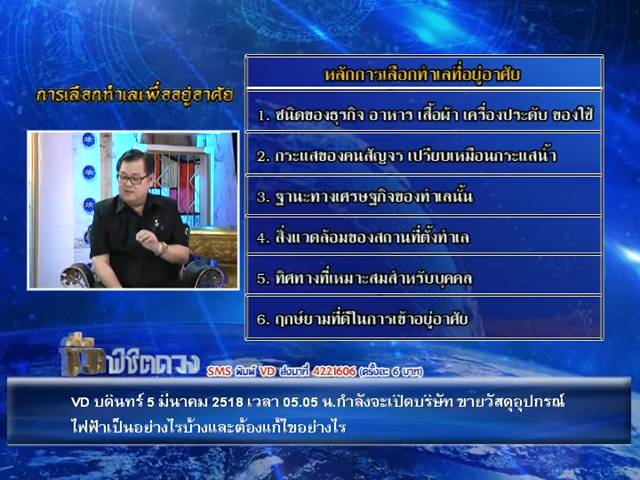 การเลือกทำเลเพื่ออยู่อาศัย
หลักการเลือกทำเลที่อยู่อาศัย
1. ชนิดของธุรกิจ อาหาร เสื้อผ้า เครื่องประดับ ของใช้
2. กระแสของคนสัญจร เปรียบเหมือนกระแสน้ำ
3. ฐานะทางเศรษฐกิจของทำเลนั้น
4. สิ่งแวดล้อมของสถานที่ตั้งทำเล
5. ทิศทางที่เหมาะสมสำหรับบุคคล
6. ฤกษ์ยามที่ดีในการเข้าอยู่อาศัย
พิชิตดวง
SMS พิมพ์ VD ส่งมาที่ 4221606 (ครั้งละ 6 บาท)
VD บดินทร์ 5 มีนาคม 2518 เวลา 05.05 น.กำลังจะเปิดบริษัท ขายวัสดุอุปกรณ์
ไฟฟ้าเป็นอย่างไรบ้างและต้องแก้ไขอย่างไร